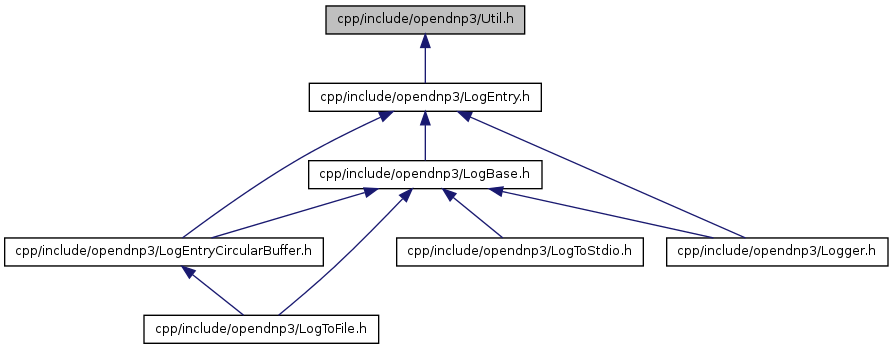 cpp/include/opendnp3/Util.h
cpp/include/opendnp3/LogEntry.h
cpp/include/opendnp3/LogBase.h
cpp/include/opendnp3/LogEntryCircularBuffer.h
cpp/include/opendnp3/LogToStdio.h
cpp/include/opendnp3/Logger.h
cpp/include/opendnp3/LogToFile.h